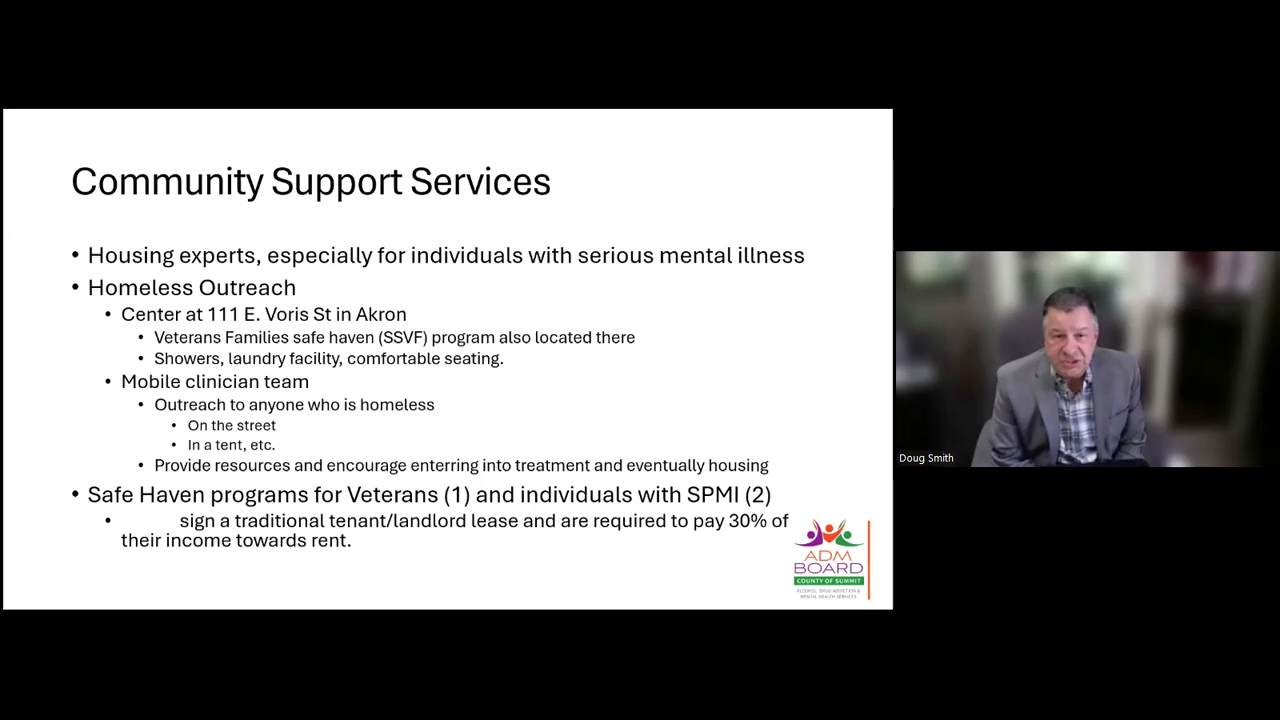 Community Support Services
• Housing experts, especially for individuals with serious mental illness
• Homeless Outreach
• Center at 111 E. Voris St in Akron
• Veterans Families safe haven (SSVF) program also located there
• Showers, laundry facility, comfortable seating.
• Mobile clinician team
• Outreach to anyone who is homeless
• On the street
• In a tent, etc.
• Provide resources and encourage enterring into treatment and eventually housing
• Safe Haven programs for Veterans (1) and individuals with SPMI (2)
• sign a traditional tenant/landlord lease and are required to pay 30% of
their income towards rent.
ADM
BOARD
COUNTY OF SUMMIT
ALCOHOL, DRUG ADDICTION &
MENTAL HEALTH SERVICES
Doug Smith